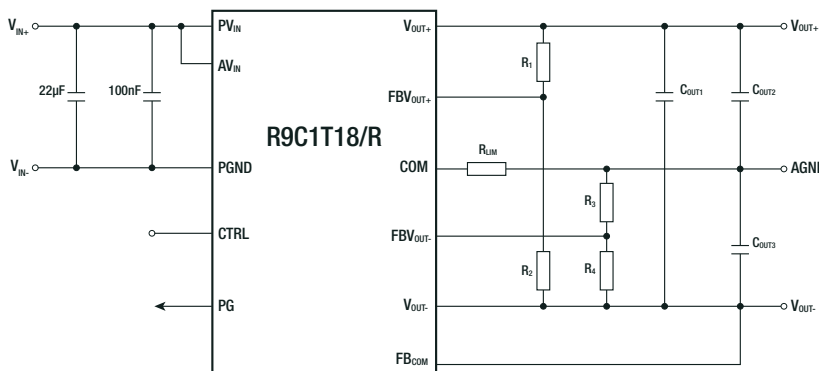 VIN+
PVIN
VOUT+
VOUT+
R1
AVIN
22µF
100nF
FBVOUT+
COUT1
COUT2
R9C1T18/R
RLIM
VIN-
PGND
COM
AGND
R3
CTRL
FBVOUT-
COUT3
R2
R4
PG
VOUT-
VOUT-
FBCOM